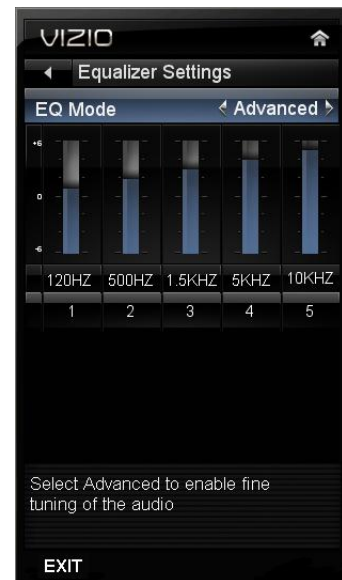 VIZIO
Equalizer Settings
EQ Mode Advanced
+6
0
-6
120HZ 500HZ 1.5KHZ 5KHZ 10KHZ
1 2 3 4 5
Select Advanced to enable fine
tuning of the audio
EXIT